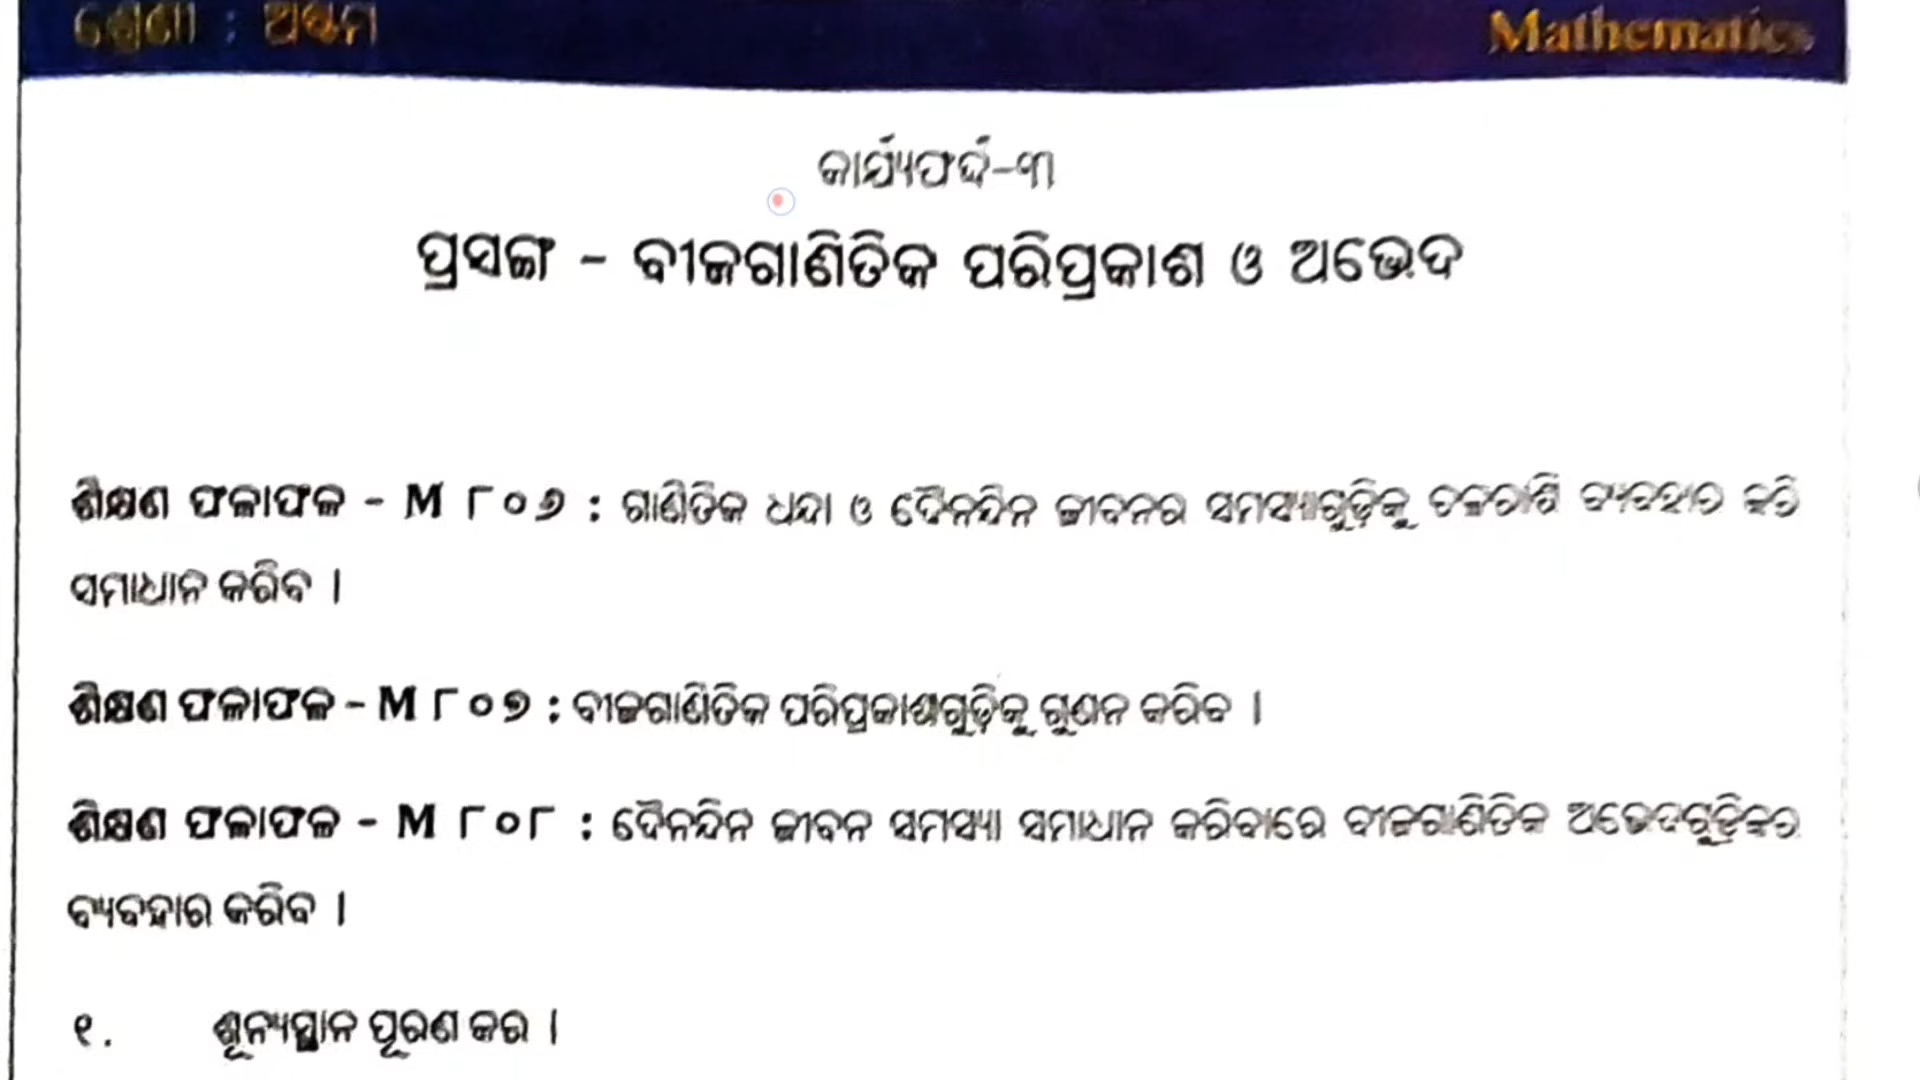 ଶ୍ରେଣୀ : ଅଷ୍ଟମ
Mathematics
କାର୍ଯ୍ୟଫର୍ଦ୍ଦ-୩
ପ୍ରସଙ୍ଗ - ବୀଜଗାଣିତିକ ପରିପ୍ରକାଶ ଓ ଅଭେଦ
ଶିକ୍ଷଣ ଫଳାଫଳ - M ୮୦୬ : ଗାଣିତିକ ଧନ୍ଦା ଓ ଦୈନନ୍ଦିନ ଜୀବନର ସମସ୍ୟାଗୁଡ଼ିକୁ ଚଳରାଶି ବ୍ୟବହାର କରି
ସମାଧାନ କରିବ ।
ଶିକ୍ଷଣ ଫଳାଫଳ - M ୮୦୭ : ବୀଜଗାଣିତିକ ପରିପ୍ରକାଶଗୁଡ଼ିକୁ ଗୁଣନ କରିବ ।
ଶିକ୍ଷଣ ଫଳାଫଳ - M ୮୦୮ : ଦୈନନ୍ଦିନ ଜୀବନ ସମସ୍ୟା ସମାଧାନ କରିବାରେ ବୀଜଗାଣିତିକ ଅଭେଦଗୁଡ଼ିକର
ବ୍ୟବହାର କରିବ ।
୧. ଶୂନ୍ୟସ୍ଥାନ ପୂରଣ କର ।